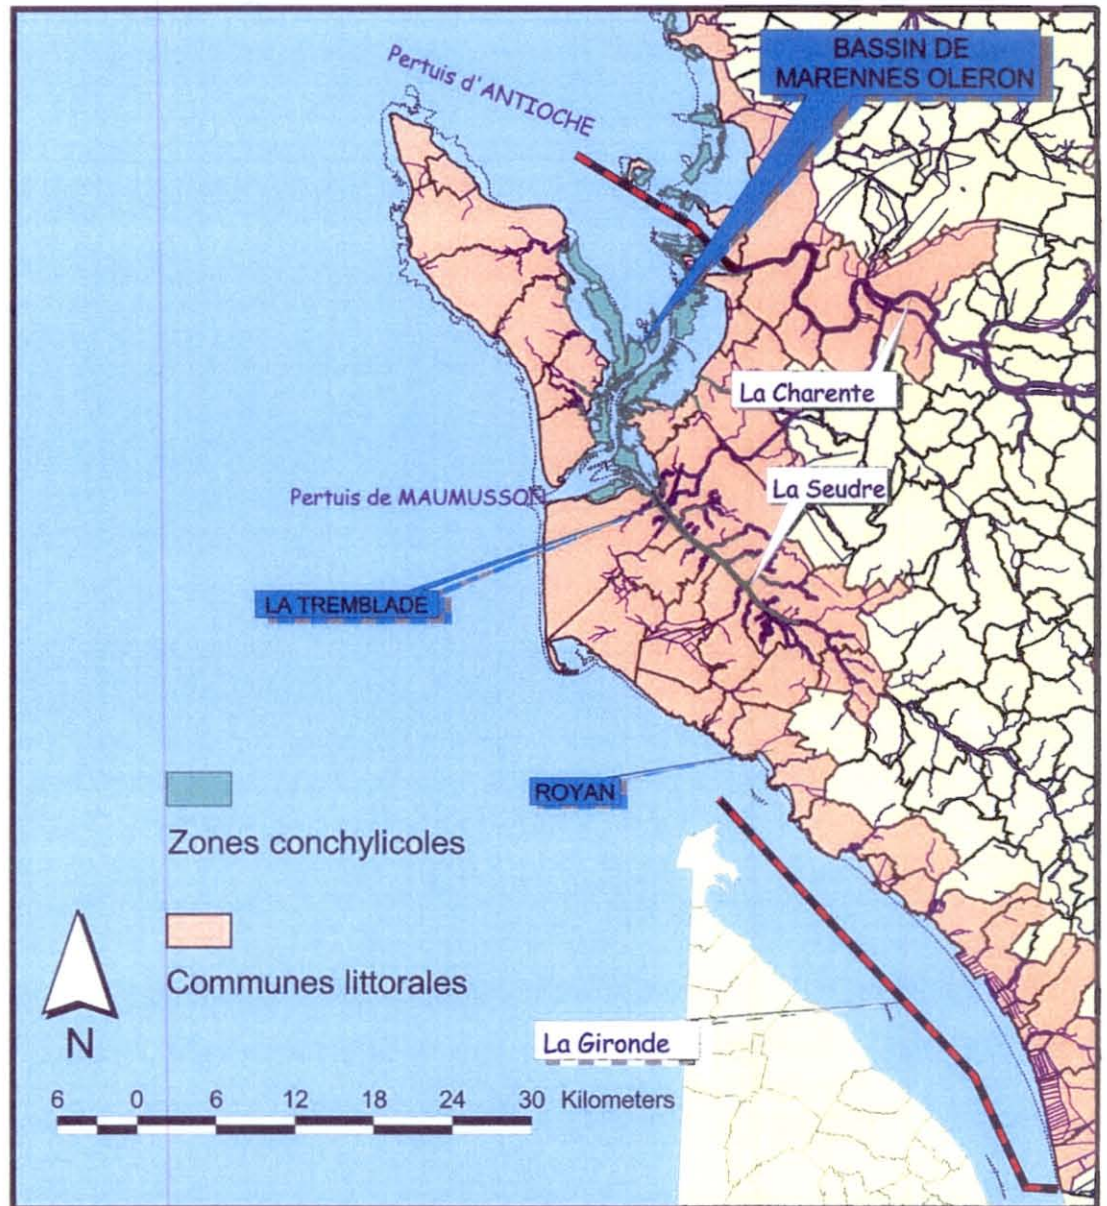 Pertuis d'ANTIOCHE
BASSIN DE
MARENNES OLERON
La Charente
La Seudre
Pertuis de MAUMUSSON
LA TREMBLADE
ROYAN
Zones conchylicoles
Communes littorales
La Gironde
N
6 0 6 12 18 24 30 Kilometers